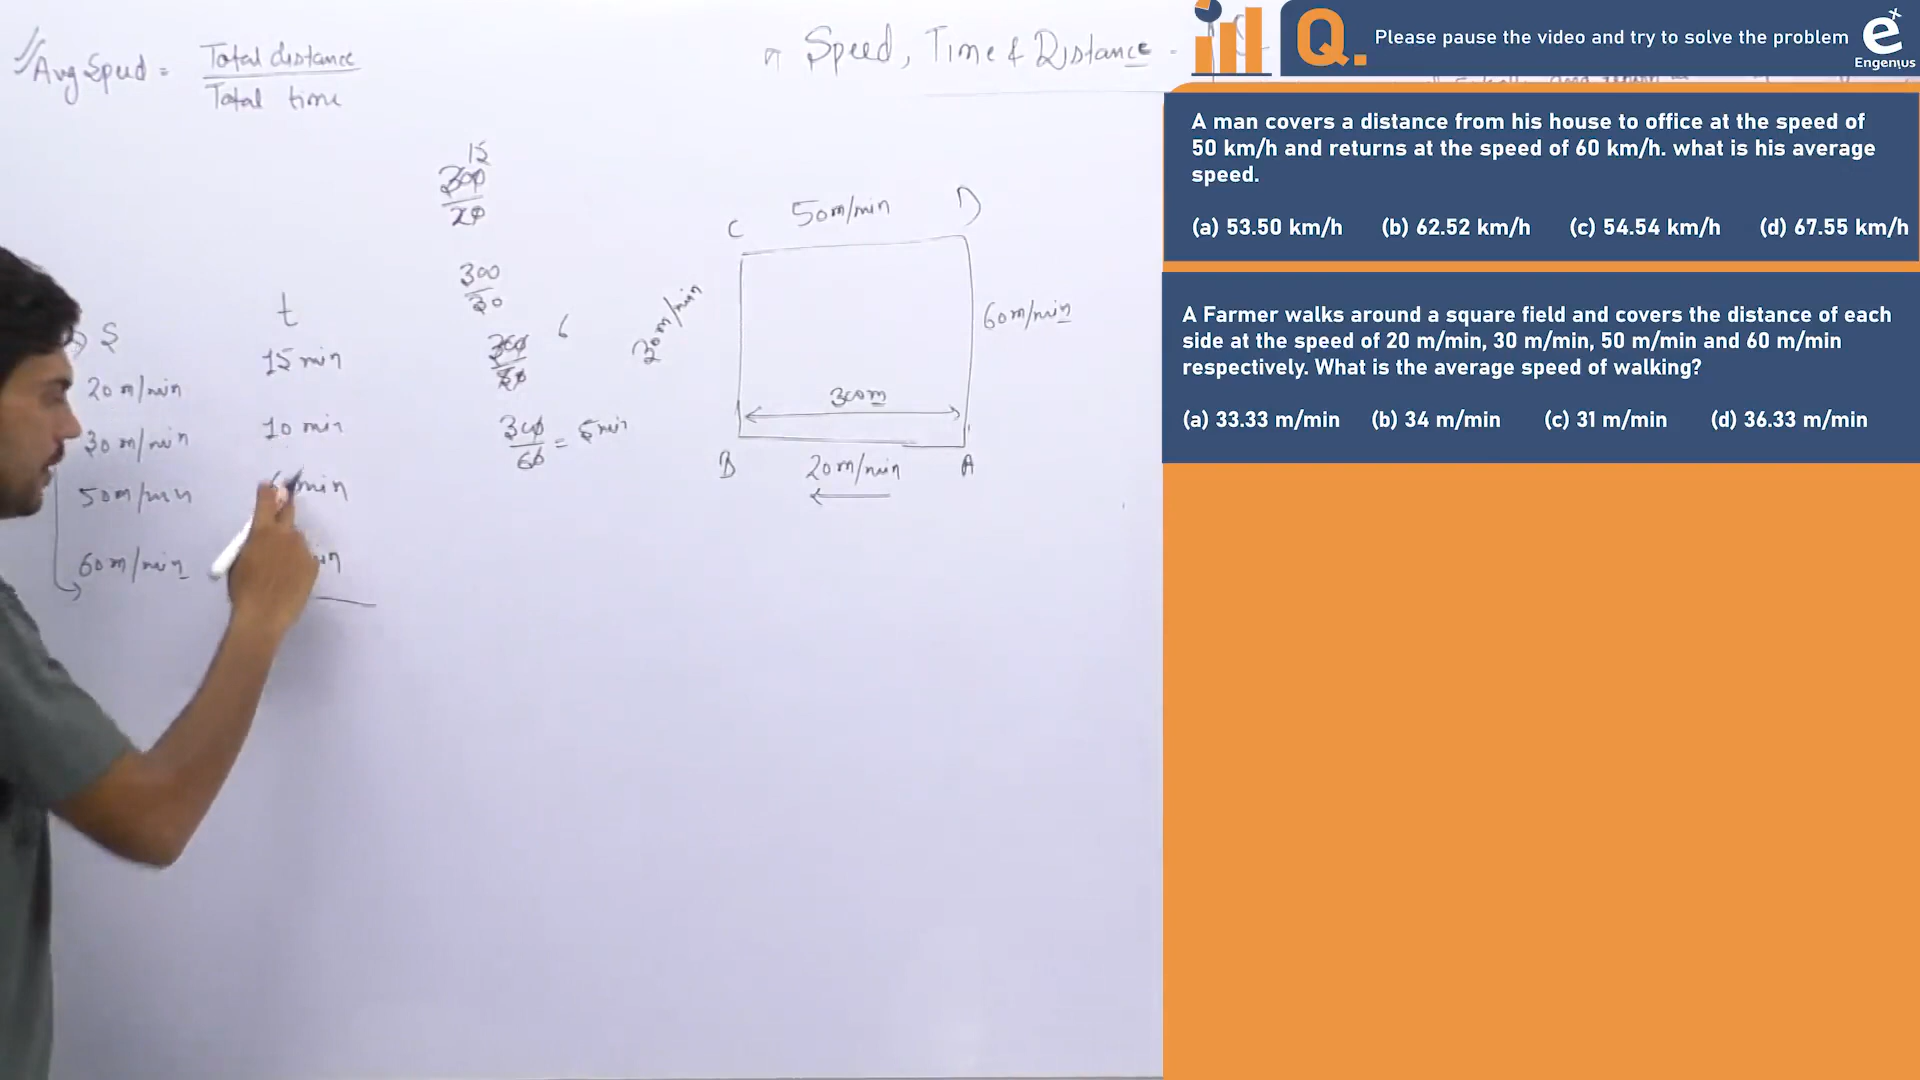 Avg Speed = Total distance
Total time
Speed, Time & Distance -
15
300
20
300
30
300
50
6
300
60 = 5 min
S
t
20 m/min
15 min
30 m/min
10 min
50 m/min
6 min
60 m/min
C
50 m/min
D
30 m/min
60 m/min
300m
B
20 m/min
A
Q.
Please pause the video and try to solve the problem
ex
Engenius
A man covers a distance from his house to office at the speed of
50 km/h and returns at the speed of 60 km/h. what is his average
speed.
(a) 53.50 km/h (b) 62.52 km/h (c) 54.54 km/h (d) 67.55 km/h
A Farmer walks around a square field and covers the distance of each
side at the speed of 20 m/min, 30 m/min, 50 m/min and 60 m/min
respectively. What is the average speed of walking?
(a) 33.33 m/min (b) 34 m/min (c) 31 m/min (d) 36.33 m/min